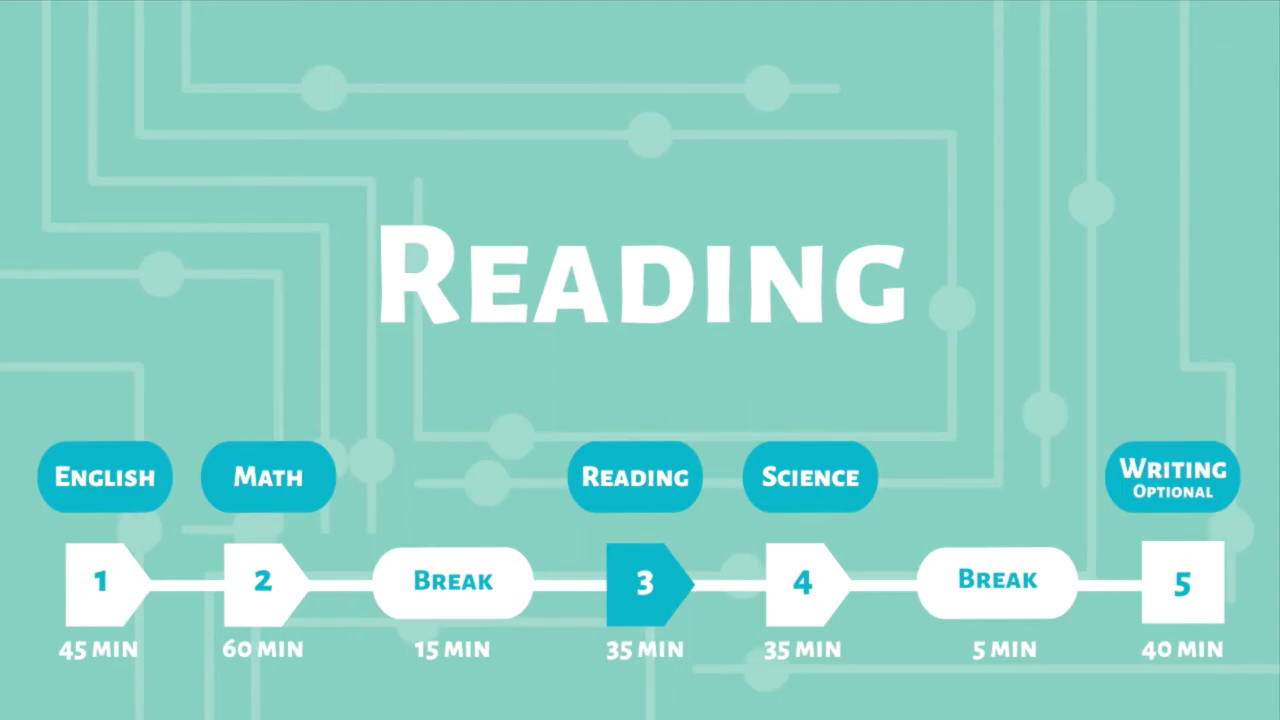 READING
ENGLISH
MATH
READING
SCIENCE
WRITING
OPTIONAL
1
2
BREAK
3
4
BREAK
5
45 MIN
60 MIN
15 MIN
35 MIN
35 MIN
5 MIN
40 MIN